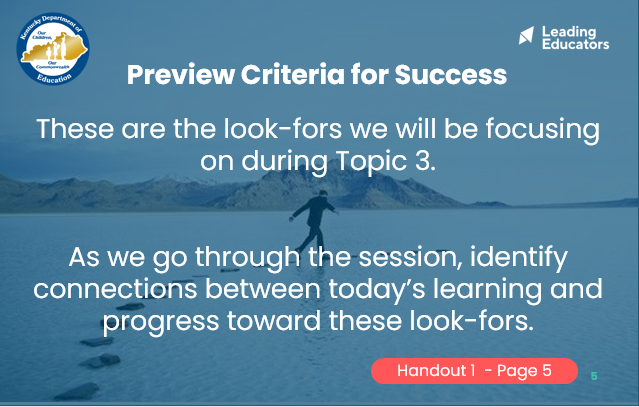 Kentucky Department of
Our
Children,
Our
Commonwealth
Education
Leading
Educators
Preview Criteria for Success
These are the look-fors we will be focusing
on during Topic 3.
As we go through the session, identify
connections between today's learning and
progress toward these look-fors.
Handout 1  - Page 5
5